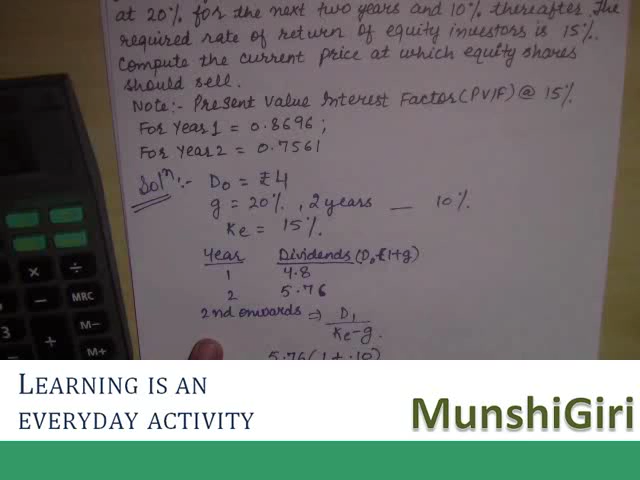 at 20% for the next two years and 10% thereafter. The
required rate of return of equity investors is 15%.
Compute the current price at which equity shares
should sell.
Note:- Present Value Interest Factor (PVIF) @ 15%
For Year 1 = 0.8696;
For Year 2 = 0.7561
Solⁿ:- D₀ = ₹4
g = 20%, 2 years — 10%
Ke = 15%
Year Dividends (D₀(1+g)
1 4.8
2 5.76
2nd onwards ⇒ D₁
Ke-g
5.76 (1+.10)
× ÷
- MRC
3 M-
+ M+
LEARNING IS AN
EVERYDAY ACTIVITY
MunshiGiri